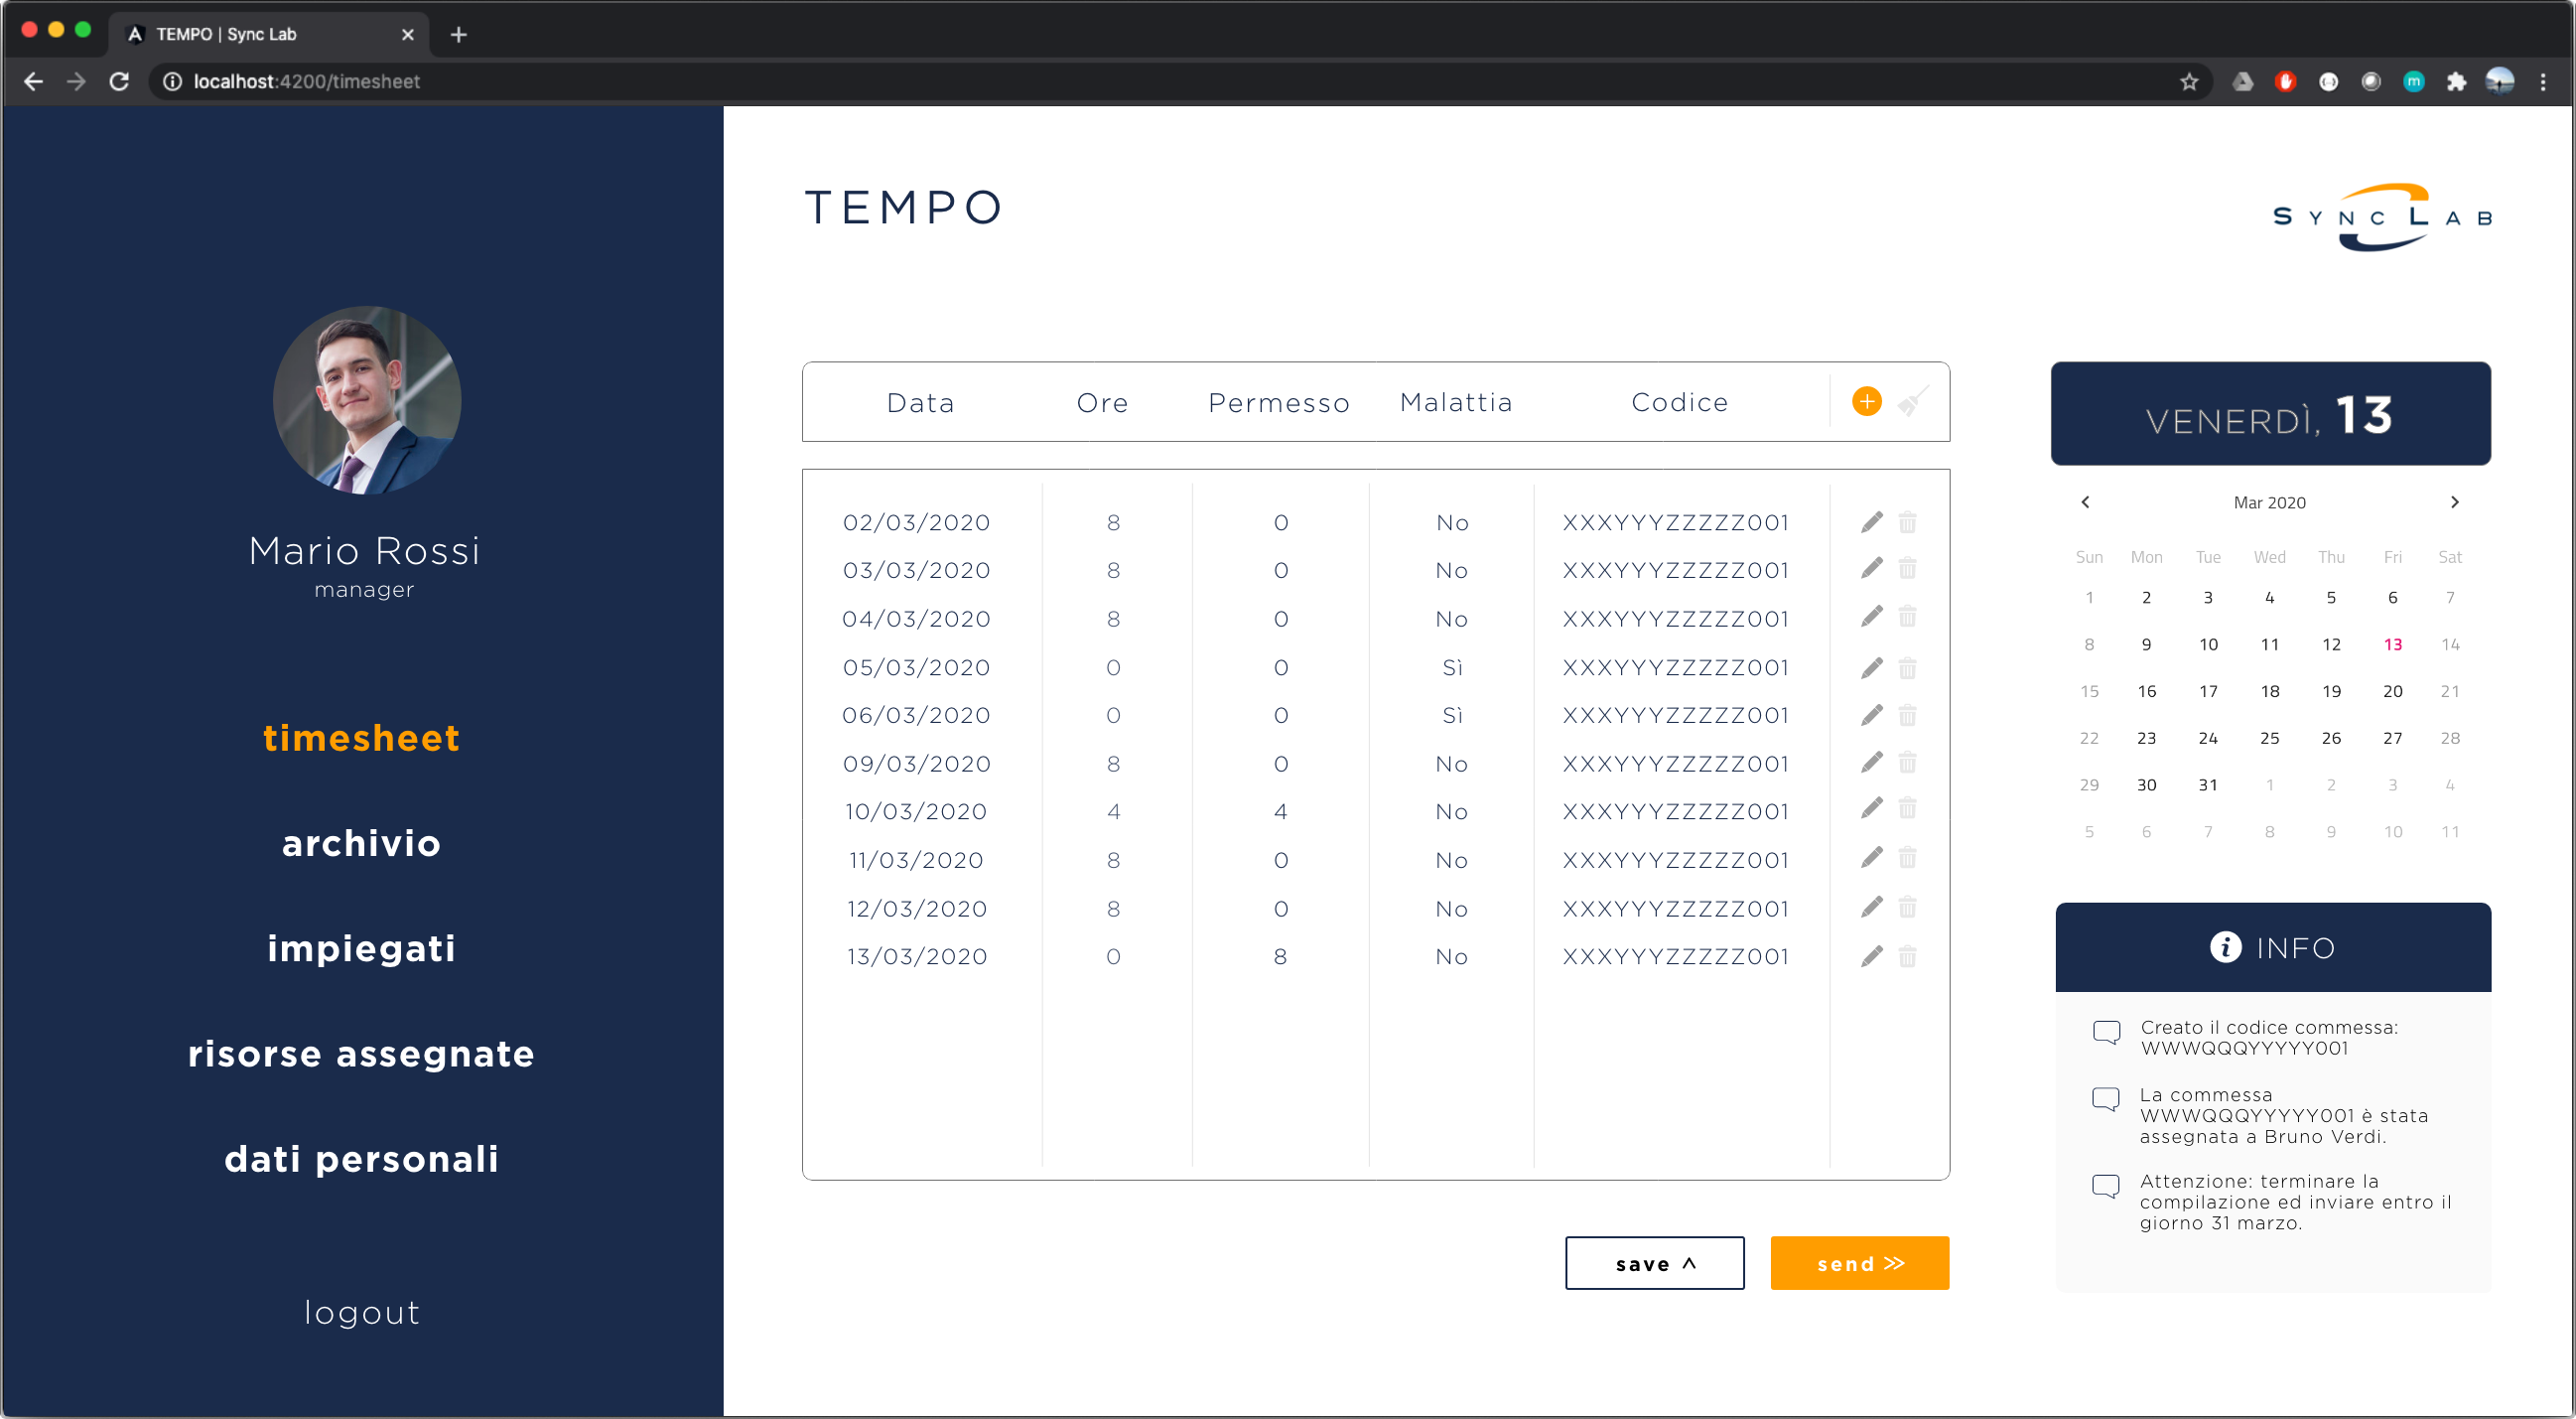 TEMPO | Sync Lab
localhost:4200/timesheet
Mario Rossi
manager
timesheet
archivio
impiegati
risorse assegnate
dati personali
logout
TEMPO
SYNC LAB
Data Ore Permesso Malattia Codice
02/03/2020 8 0 No XXXYYYZZZZZ001
03/03/2020 8 0 No XXXYYYZZZZZ001
04/03/2020 8 0 No XXXYYYZZZZZ001
05/03/2020 0 0 Sì XXXYYYZZZZZ001
06/03/2020 0 0 Sì XXXYYYZZZZZ001
09/03/2020 8 0 No XXXYYYZZZZZ001
10/03/2020 4 4 No XXXYYYZZZZZ001
11/03/2020 8 0 No XXXYYYZZZZZ001
12/03/2020 8 0 No XXXYYYZZZZZ001
13/03/2020 0 8 No XXXYYYZZZZZ001
save ^
send >>
VENERDÌ, 13
Mar 2020
Sun Mon Tue Wed Thu Fri Sat
1 2 3 4 5 6 7
8 9 10 11 12 13 14
15 16 17 18 19 20 21
22 23 24 25 26 27 28
29 30 31 1 2 3 4
5 6 7 8 9 10 11
INFO
Creato il codice commessa:
WWWQQQYYYYY001
La commessa
WWWQQQYYYYY001 è stata
assegnata a Bruno Verdi.
Attenzione: terminare la
compilazione ed inviare entro il
giorno 31 marzo.